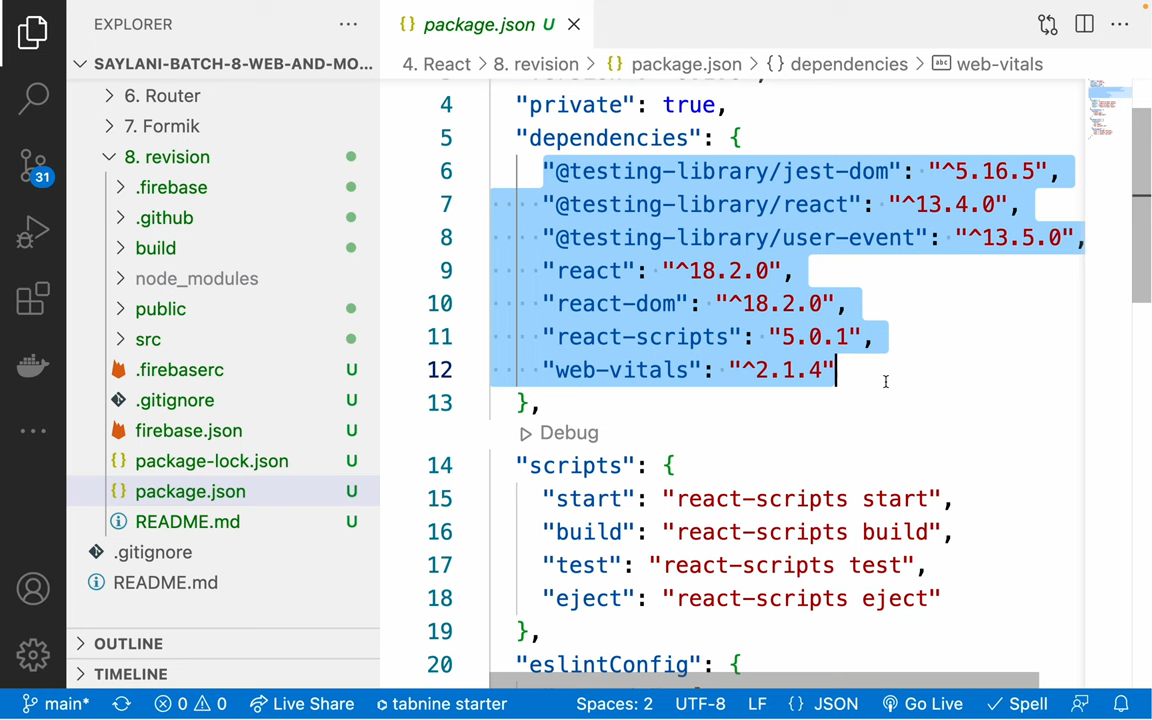 EXPLORER
SAYLANI-BATCH-8-WEB-AND-MO...
6. Router
7. Formik
8. revision
.firebase
.github
build
node_modules
public
src
.firebaserc U
.gitignore U
firebase.json U
package-lock.json U
package.json U
README.md U
.gitignore
README.md
OUTLINE
TIMELINE
31
{} package.json U
4. React > 8. revision > {} package.json > {} dependencies > abc web-vitals
4 "private": true,
5 "dependencies": {
6 "@testing-library/jest-dom": "^5.16.5",
7 "@testing-library/react": "^13.4.0",
8 "@testing-library/user-event": "^13.5.0",
9 "react": "^18.2.0",
10 "react-dom": "^18.2.0",
11 "react-scripts": "5.0.1",
12 "web-vitals": "^2.1.4"
13 },
Debug
14 "scripts": {
15 "start": "react-scripts start",
16 "build": "react-scripts build",
17 "test": "react-scripts test",
18 "eject": "react-scripts eject"
19 },
20 "eslintConfig": {
main* 0 0 Live Share tabnine starter Spaces: 2 UTF-8 LF {} JSON Go Live Spell